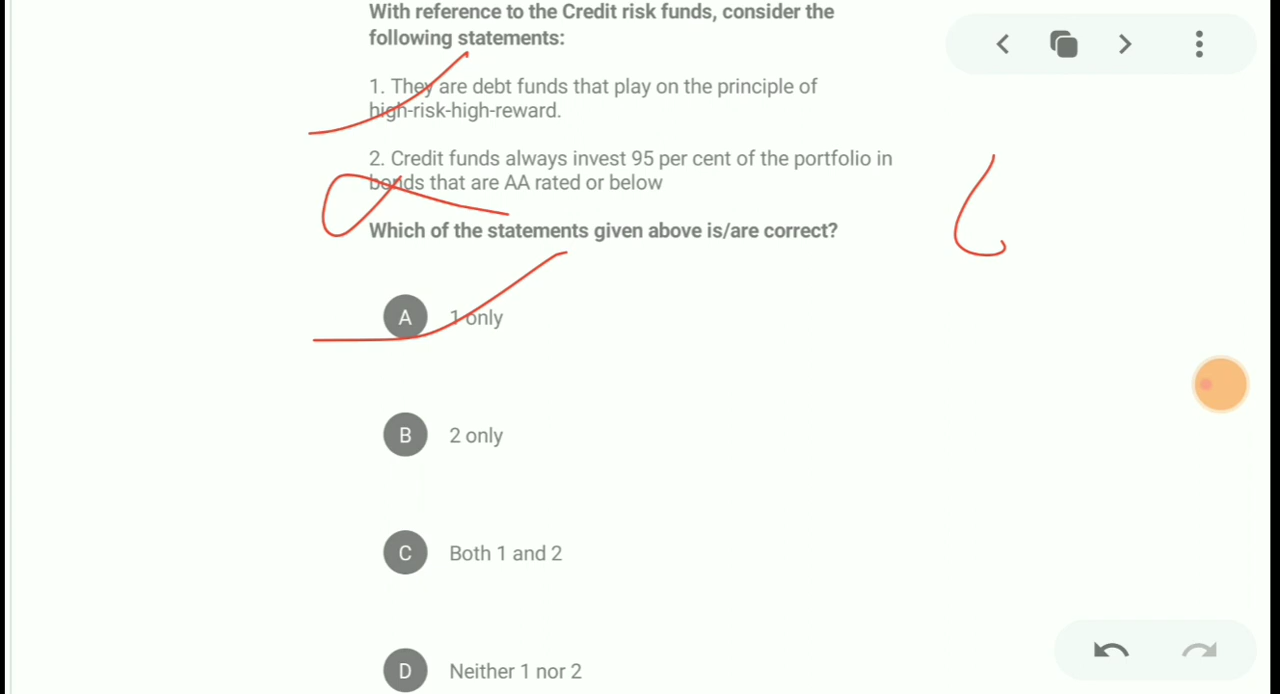 With reference to the Credit risk funds, consider the
following statements:
1. They are debt funds that play on the principle of
high-risk-high-reward.
2. Credit funds always invest 95 per cent of the portfolio in
bonds that are AA rated or below
Which of the statements given above is/are correct?
A 1 only
B 2 only
C Both 1 and 2
D Neither 1 nor 2